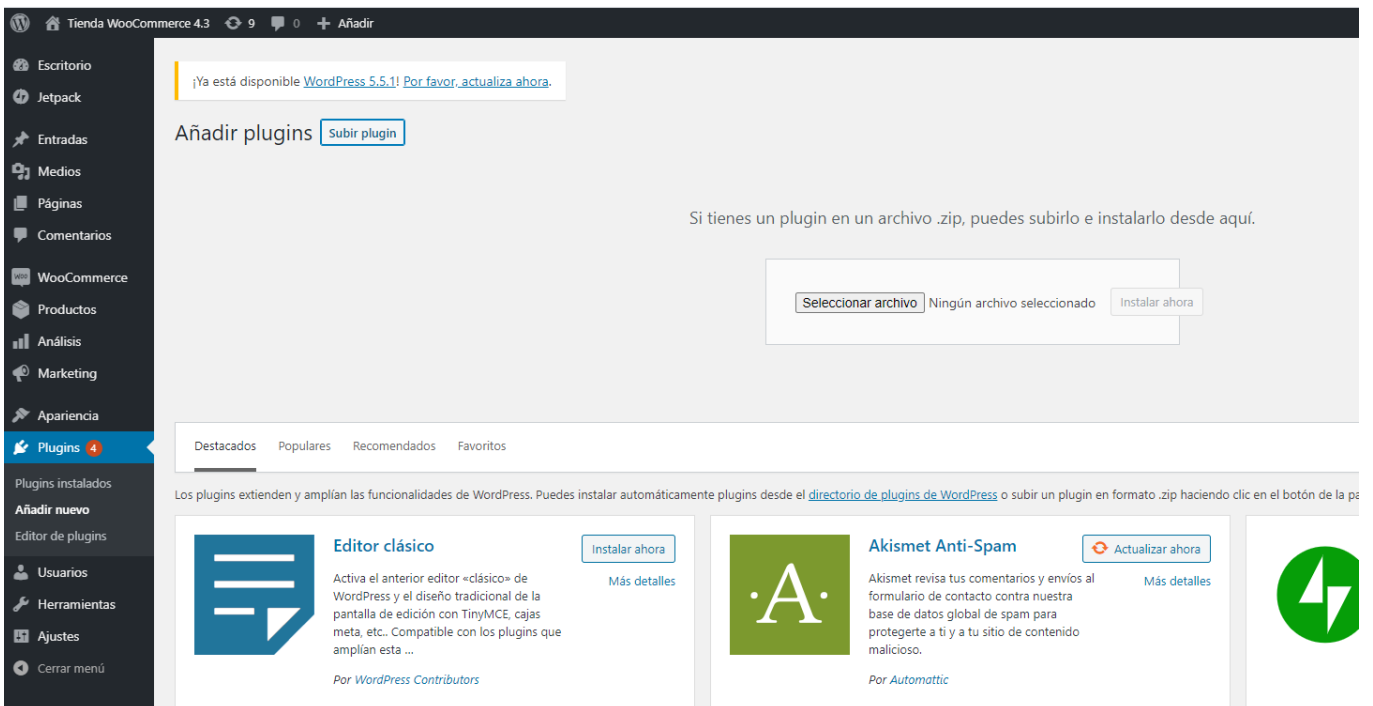 Tienda WooCommerce 4.3 9 0 + Añadir
Escritorio
Jetpack
Entradas
Medios
Páginas
Comentarios
WooCommerce
Productos
Análisis
Marketing
Apariencia
Plugins 4
Plugins instalados
Añadir nuevo
Editor de plugins
Usuarios
Herramientas
Ajustes
Cerrar menú
¡Ya está disponible WordPress 5.5.1! Por favor, actualiza ahora.
Añadir plugins Subir plugin
Si tienes un plugin en un archivo .zip, puedes subirlo e instalarlo desde aquí.
Seleccionar archivo Ningún archivo seleccionado Instalar ahora
Destacados Populares Recomendados Favoritos
Los plugins extienden y amplían las funcionalidades de WordPress. Puedes instalar automáticamente plugins desde el directorio de plugins de WordPress o subir un plugin en formato .zip haciendo clic en el botón de la pa
Editor clásico
Instalar ahora
Más detalles
Activa el anterior editor «clásico» de
WordPress y el diseño tradicional de la
pantalla de edición con TinyMCE, cajas
meta, etc.. Compatible con los plugins que
amplían esta ...
Por WordPress Contributors
·A·
Akismet Anti-Spam
Actualizar ahora
Más detalles
Akismet revisa tus comentarios y envíos al
formulario de contacto contra nuestra
base de datos global de spam para
protegerte a ti y a tu sitio de contenido
malicioso.
Por Automattic